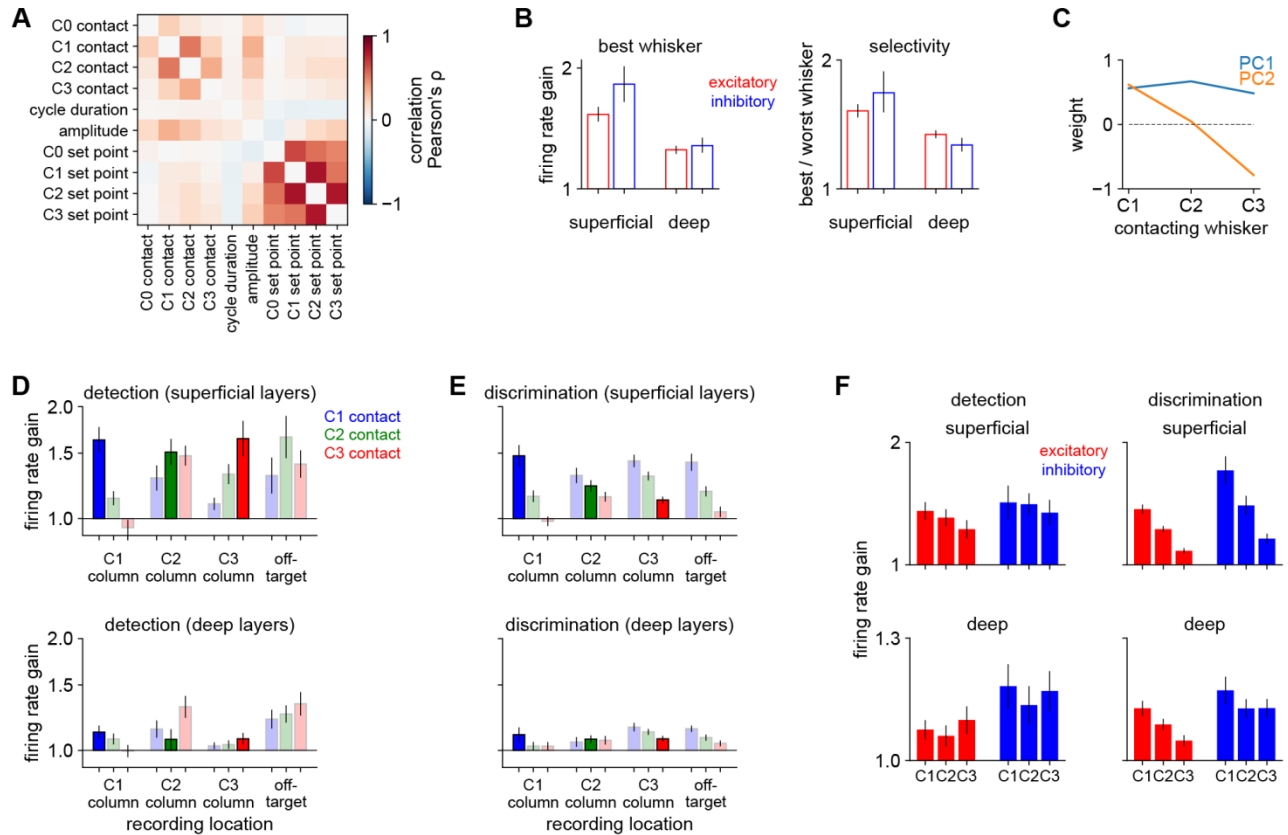 A
C0 contact
C1 contact
C2 contact
C3 contact
cycle duration
amplitude
C0 set point
C1 set point
C2 set point
C3 set point
C0 contact
C1 contact
C2 contact
C3 contact
cycle duration
amplitude
C0 set point
C1 set point
C2 set point
C3 set point
1
0
−1
correlation
Pearson's ρ
B
best whisker
2
1
firing rate gain
excitatory
inhibitory
superficial
deep
selectivity
2
1
best / worst whisker
superficial
deep
C
PC1
PC2
1
0
−1
weight
C1
C2
C3
contacting whisker
D
detection (superficial layers)
2.0
1.5
1.0
firing rate gain
C1 contact
C2 contact
C3 contact
C1
column
C2
column
C3
column
off-
target
detection (deep layers)
2.0
1.5
1.0
firing rate gain
C1
column
C2
column
C3
column
off-
target
recording location
E
discrimination (superficial layers)
C1
column
C2
column
C3
column
off-
target
discrimination (deep layers)
C1
column
C2
column
C3
column
off-
target
recording location
F
detection
superficial
discrimination
superficial
excitatory
inhibitory
2
1
firing rate gain
deep
deep
1.3
1.0
C1C2C3
C1C2C3
C1C2C3
C1C2C3